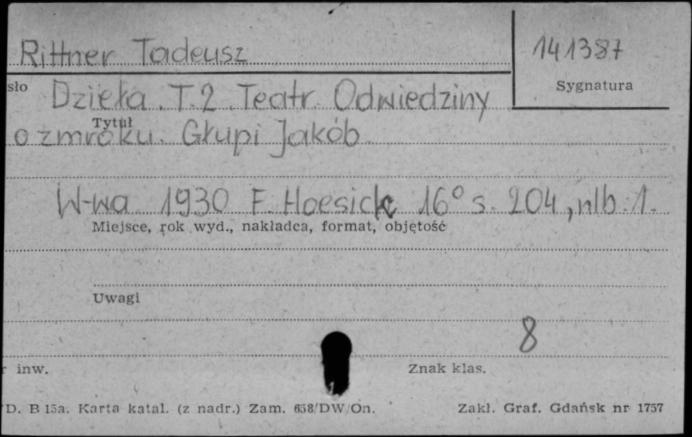 Rittner Tadeusz
141387
Sygnatura
sło
Dzieła. T. 2. Teatr. Odwiedziny
Tytuł
o zmroku. Głupi Jakób.
W-wa 1930 F. Hoesick 16° s. 204, nlb. 1.
Miejsce, rok wyd., nakładca, format, objętość
Uwagi
8
r inw.
Znak klas.
D. B 15a. Karta katal. (z nadr.) Zam. 658/DW/On.
Zakł. Graf. Gdańsk nr 1757